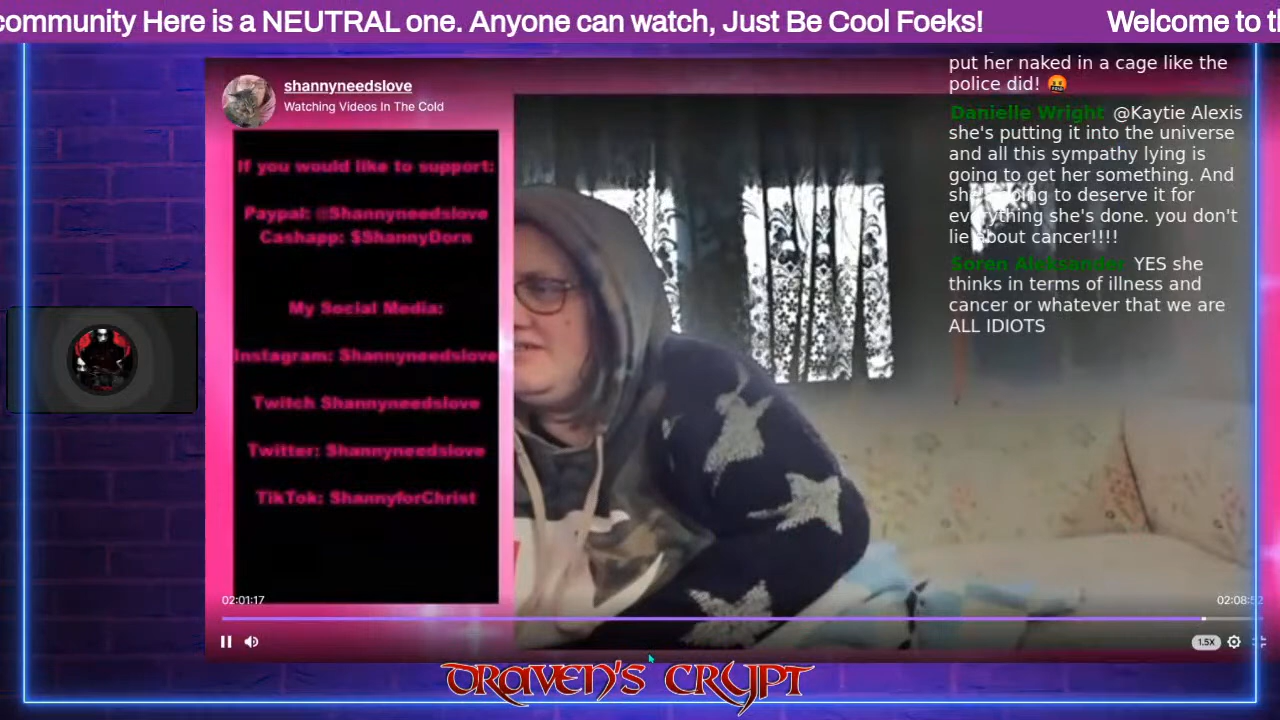 community Here is a NEUTRAL one. Anyone can watch, Just Be Cool Foeks! Welcome to th
shannyneedslove
Watching Videos In The Cold
If you would like to support:
Paypal: @Shannyneedslove
Cashapp: $ShannyDorn
My Social Media:
Instagram: Shannyneedslove
Twitch Shannyneedslove
Twitter: Shannyneedslove
TikTok: ShannyforChrist
put her naked in a cage like the
police did! 🤬
Danielle Wright @Kaytie Alexis
she's putting it into the universe
and all this sympathy lying is
going to get her something. And
she's going to deserve it for
everything she's done. you don't
lie about cancer!!!!
Soren Aleksander YES she
thinks in terms of illness and
cancer or whatever that we are
ALL IDIOTS
02:01:17
02:08:52
1.5X
DRAVEN'S CRYPT